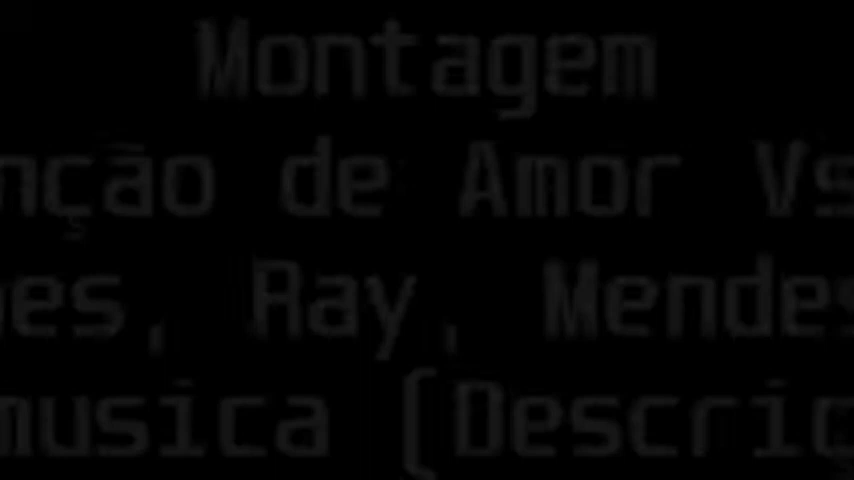 Montagem
nção de Amor Vs
es, Ray, Mendes
musica (Descriç